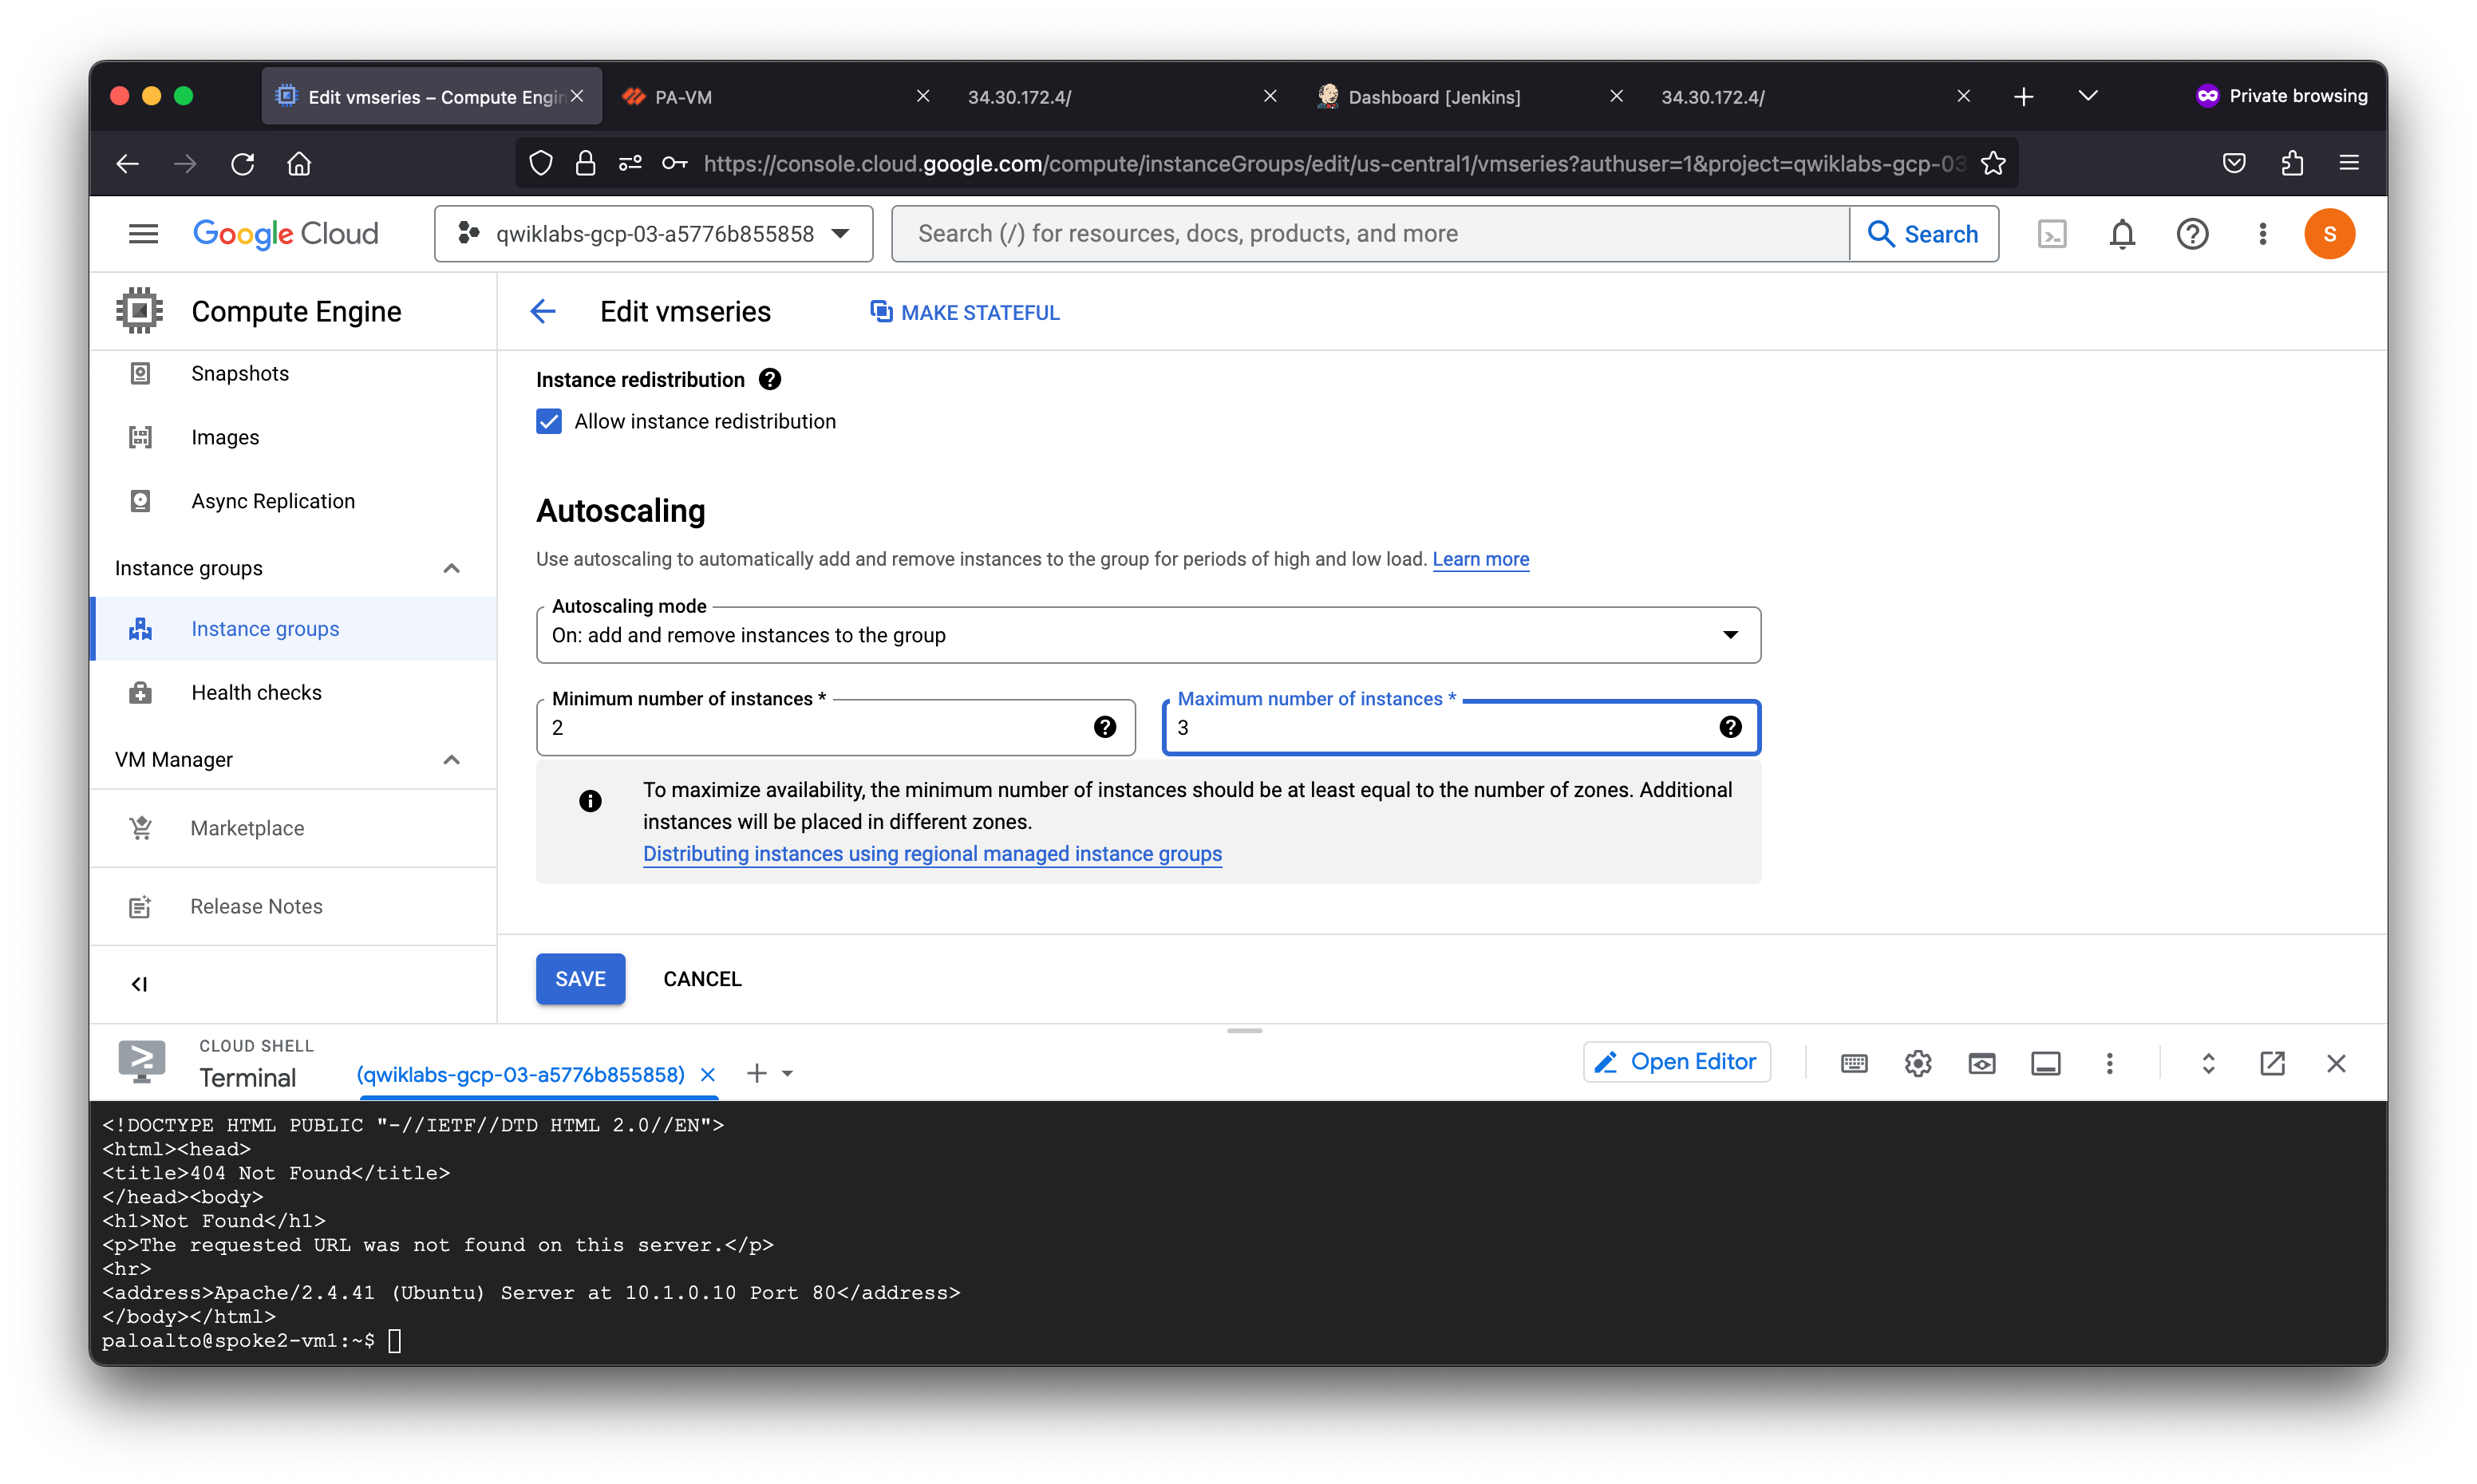 Edit vmseries – Compute Engin
PA-VM
34.30.172.4/
Dashboard [Jenkins]
34.30.172.4/
Private browsing
https://console.cloud.google.com/compute/instanceGroups/edit/us-central1/vmseries?authuser=1&project=qwiklabs-gcp-03
Google Cloud
qwiklabs-gcp-03-a5776b855858
Search (/) for resources, docs, products, and more
Search
S
Compute Engine
Edit vmseries
MAKE STATEFUL
Snapshots
Images
Async Replication
Instance groups
Instance groups
Health checks
VM Manager
Marketplace
Release Notes
Instance redistribution
Allow instance redistribution
Autoscaling
Use autoscaling to automatically add and remove instances to the group for periods of high and low load. Learn more
Autoscaling mode
On: add and remove instances to the group
Minimum number of instances *
2
Maximum number of instances *
3
To maximize availability, the minimum number of instances should be at least equal to the number of zones. Additional
instances will be placed in different zones.
Distributing instances using regional managed instance groups
SAVE
CANCEL
CLOUD SHELL
Terminal
(qwiklabs-gcp-03-a5776b855858)
Open Editor
<!DOCTYPE HTML PUBLIC "-//IETF//DTD HTML 2.0//EN">
<html><head>
<title>404 Not Found</title>
</head><body>
<h1>Not Found</h1>
<p>The requested URL was not found on this server.</p>
<hr>
<address>Apache/2.4.41 (Ubuntu) Server at 10.1.0.10 Port 80</address>
</body></html>
paloalto@spoke2-vm1:~$